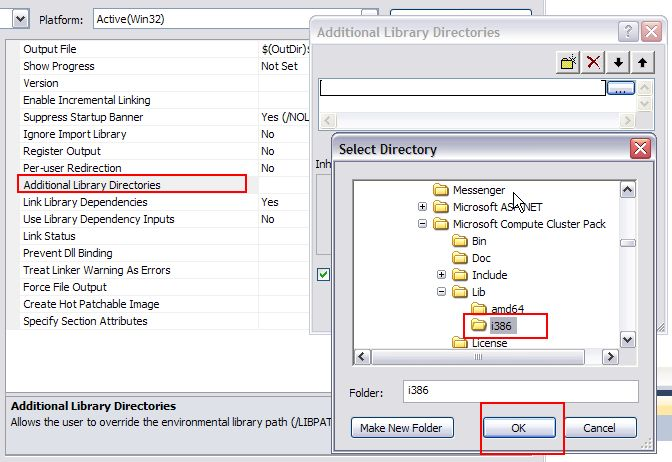 Platform: Active(Win32)
Output File $(OutDir)
Show Progress Not Set
Version
Enable Incremental Linking
Suppress Startup Banner Yes (/NOL
Ignore Import Library No
Register Output No
Per-user Redirection No
Additional Library Directories
Link Library Dependencies Yes
Use Library Dependency Inputs No
Link Status
Prevent Dll Binding
Treat Linker Warning As Errors
Force File Output
Create Hot Patchable Image
Specify Section Attributes
Additional Library Directories
Allows the user to override the environmental library path (/LIBPAT
Additional Library Directories
...
Inh
Select Directory
Messenger
Microsoft ASP.NET
Microsoft Compute Cluster Pack
Bin
Doc
Include
Lib
amd64
i386
License
Folder: i386
Make New Folder OK Cancel